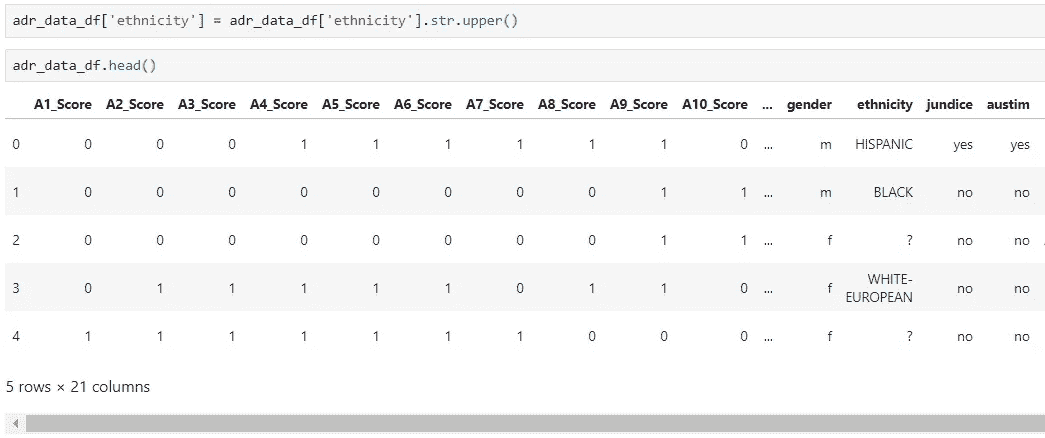 adr_data_df['ethnicity'] = adr_data_df['ethnicity'].str.upper()
adr_data_df.head()
A1_Score A2_Score A3_Score A4_Score A5_Score A6_Score A7_Score A8_Score A9_Score A10_Score ... gender ethnicity jundice austim
0 0 0 0 1 1 1 1 1 1 0 ... m HISPANIC yes yes
1 0 0 0 0 0 0 0 0 1 1 ... m BLACK no no
2 0 0 0 0 0 0 0 0 1 1 ... f ? no no
3 0 1 1 1 1 1 0 1 1 0 ... f WHITE-
EUROPEAN no no
4 1 1 1 1 1 1 1 0 0 0 ... f ? no no
5 rows × 21 columns